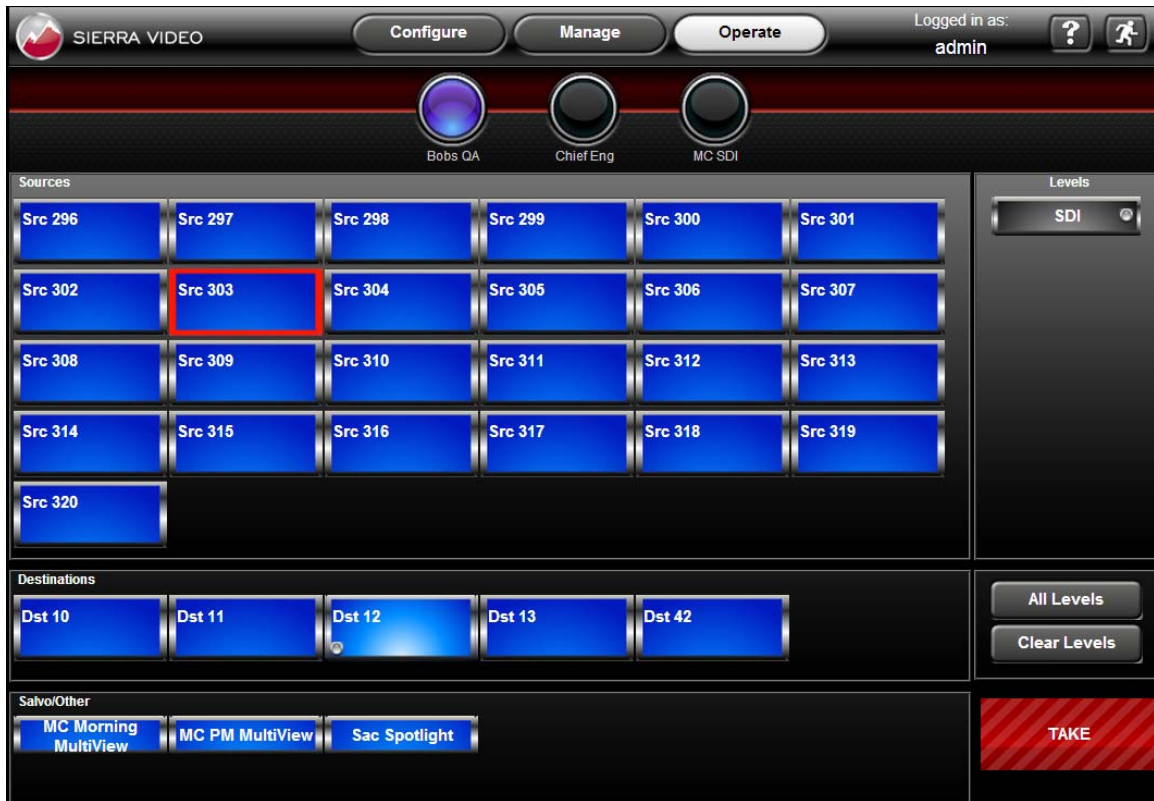 SIERRA VIDEO
Configure
Manage
Operate
Logged in as:
admin
?
Bobs QA
Chief Eng
MC SDI
Sources
Src 296
Src 297
Src 298
Src 299
Src 300
Src 301
Src 302
Src 303
Src 304
Src 305
Src 306
Src 307
Src 308
Src 309
Src 310
Src 311
Src 312
Src 313
Src 314
Src 315
Src 316
Src 317
Src 318
Src 319
Src 320
Levels
SDI
Destinations
Dst 10
Dst 11
Dst 12
Dst 13
Dst 42
All Levels
Clear Levels
Salvo/Other
MC Morning
MultiView
MC PM MultiView
Sac Spotlight
TAKE